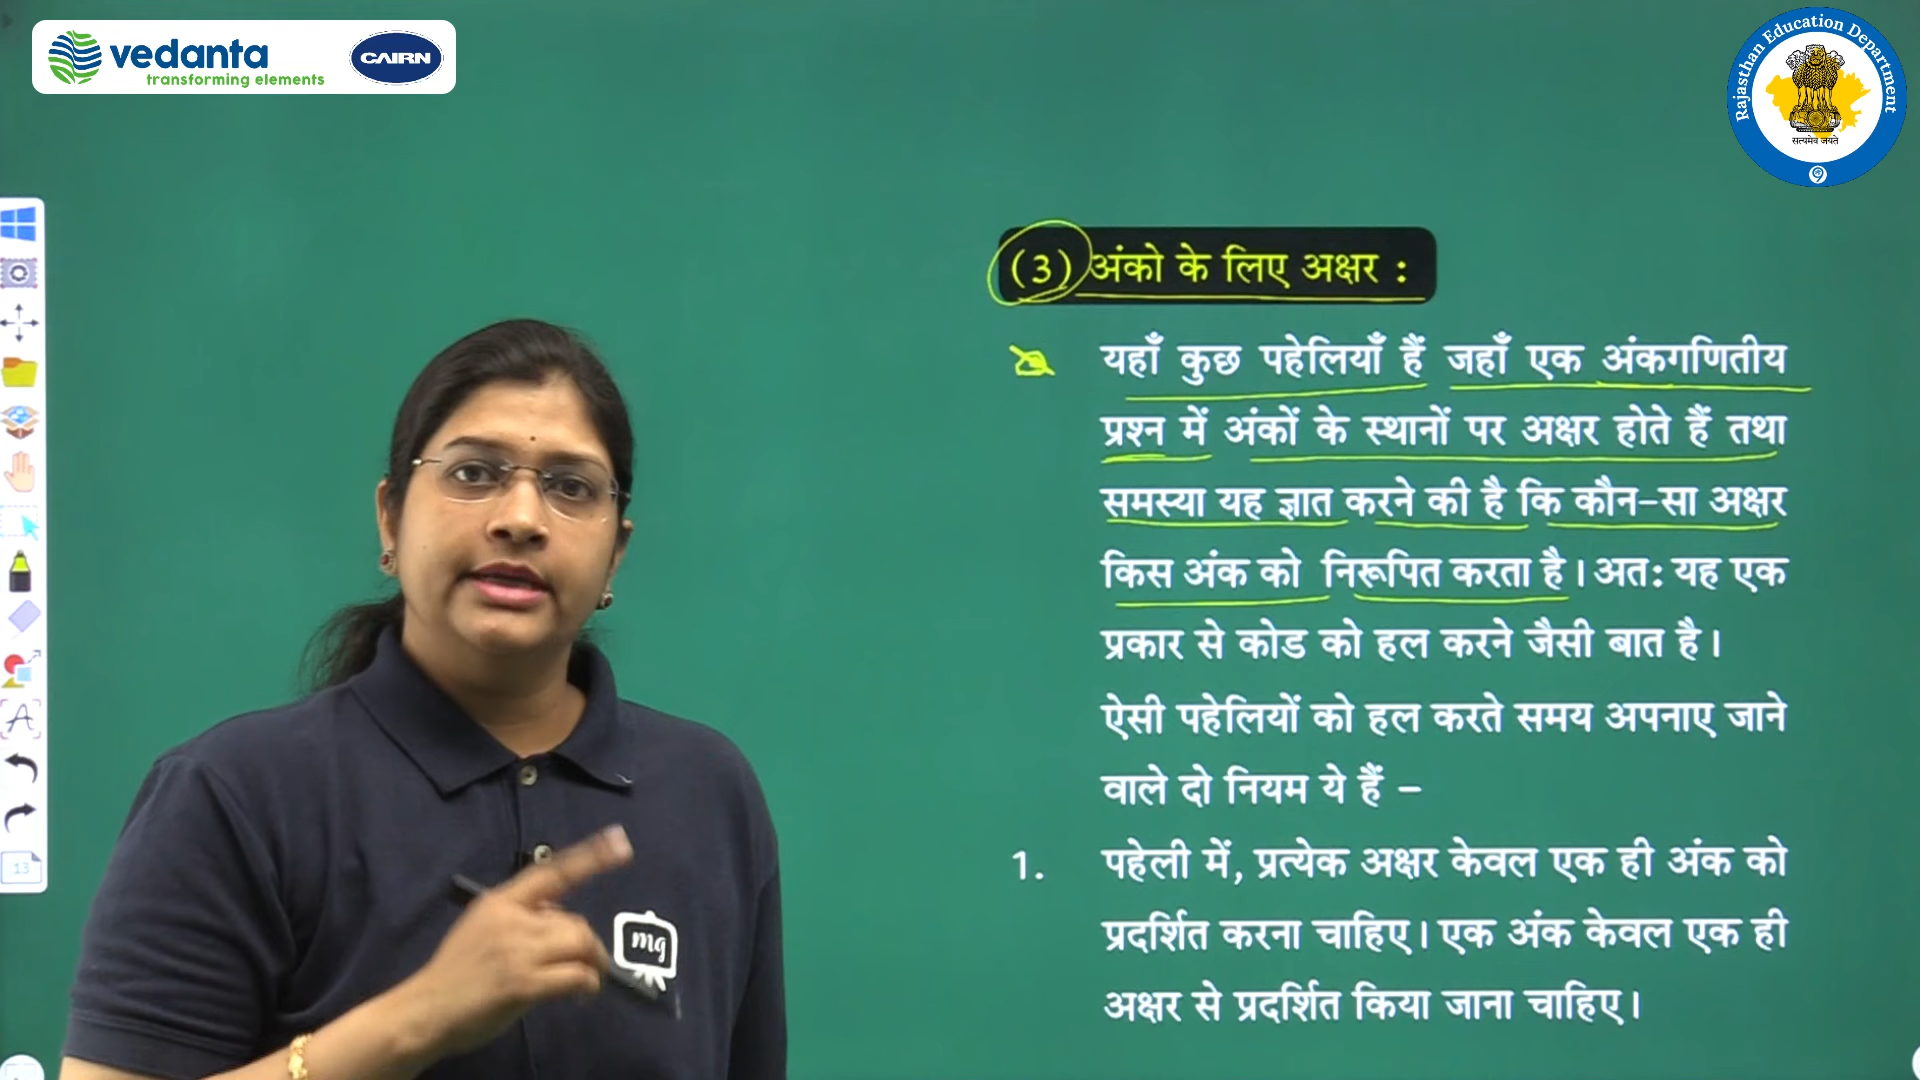 vedanta
transforming elements
CAIRN
Rajasthan Education Department
सत्यमेव जयते
(3) अंको के लिए अक्षर :
यहाँ कुछ पहेलियाँ हैं जहाँ एक अंकगणितीय
प्रश्न में अंकों के स्थानों पर अक्षर होते हैं तथा
समस्या यह ज्ञात करने की है कि कौन-सा अक्षर
किस अंक को निरूपित करता है। अत: यह एक
प्रकार से कोड को हल करने जैसी बात है।
ऐसी पहेलियों को हल करते समय अपनाए जाने
वाले दो नियम ये हैं –
1. पहेली में, प्रत्येक अक्षर केवल एक ही अंक को
प्रदर्शित करना चाहिए। एक अंक केवल एक ही
अक्षर से प्रदर्शित किया जाना चाहिए।
mg
13